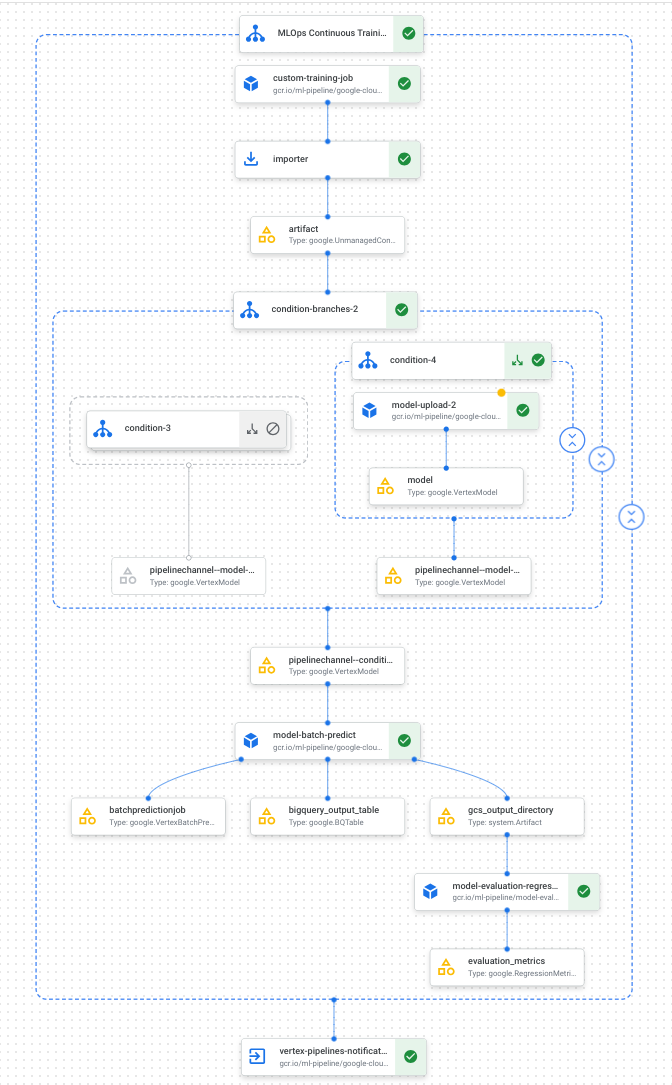 MLOps Continuous Traini...
custom-training-job
gcr.io/ml-pipeline/google-clou...
importer
artifact
Type: google.UnmanagedCon...
condition-branches-2
condition-4
model-upload-2
gcr.io/ml-pipeline/google-clou...
condition-3
model
Type: google.VertexModel
pipelinechannel--model-...
Type: google.VertexModel
pipelinechannel--model-...
Type: google.VertexModel
pipelinechannel--conditi...
Type: google.VertexModel
model-batch-predict
gcr.io/ml-pipeline/google-clou...
batchpredictionjob
Type: google.VertexBatchPre...
bigquery_output_table
Type: google.BQTable
gcs_output_directory
Type: system.Artifact
model-evaluation-regres...
gcr.io/ml-pipeline/model-eval...
evaluation_metrics
Type: google.RegressionMetri...
vertex-pipelines-notificat...
gcr.io/ml-pipeline/google-clou...